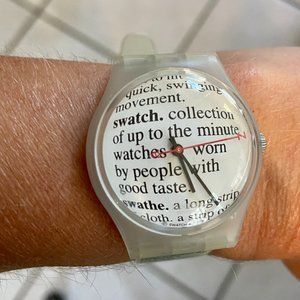 quick, swinging
movement.
swatch. collection
of up to the minute
watches worn
by people with
good taste.
swathe. a long strip
cloth, a strip of